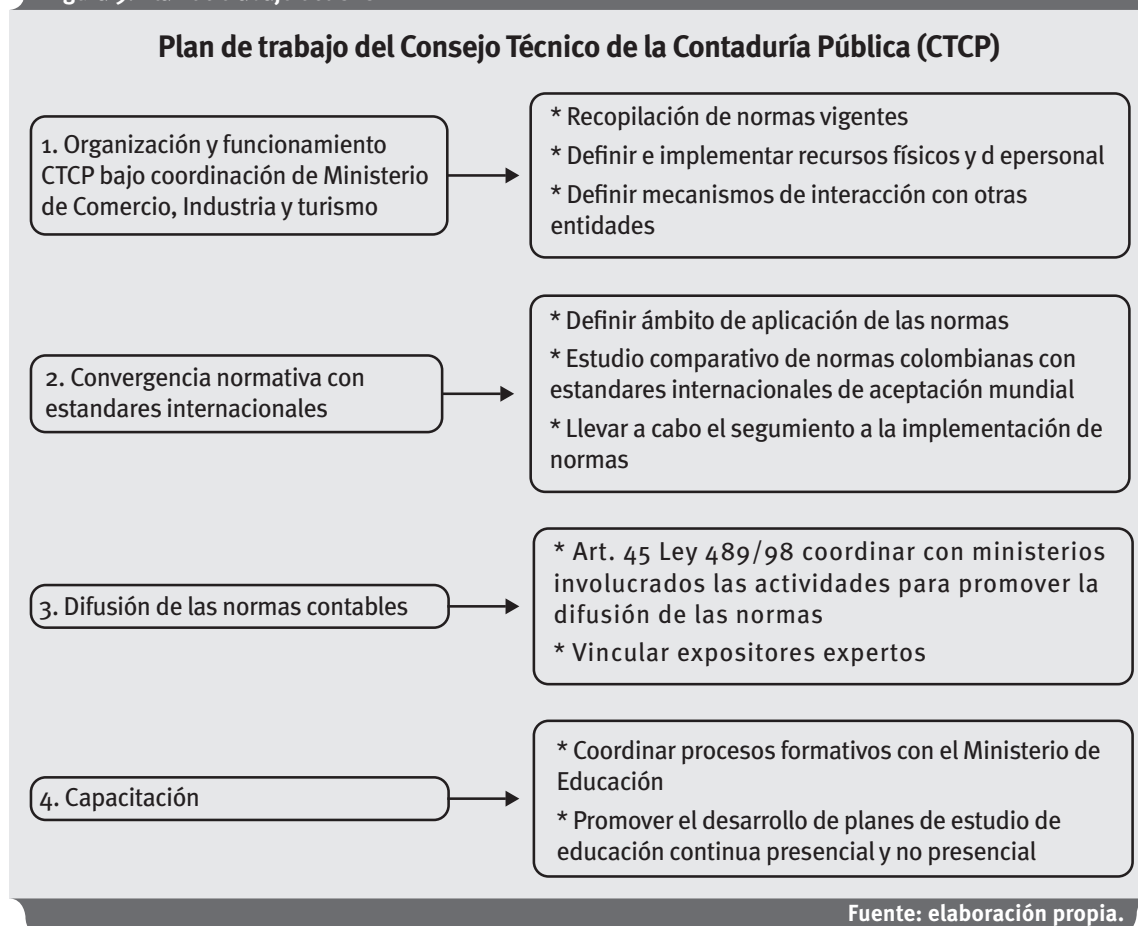 Plan de trabajo del Consejo Técnico de la Contaduría Pública (CTCP)
1. Organización y funcionamiento
CTCP bajo coordinación de Ministerio
de Comercio, Industria y turismo
* Recopilación de normas vigentes
* Definir e implementar recursos físicos y d epersonal
* Definir mecanismos de interacción con otras
entidades
2. Convergencia normativa con
estandares internacionales
* Definir ámbito de aplicación de las normas
* Estudio comparativo de normas colombianas con
estandares internacionales de aceptación mundial
* Llevar a cabo el segumiento a la implementación de
normas
3. Difusión de las normas contables
* Art. 45 Ley 489/98 coordinar con ministerios
involucrados las actividades para promover la
difusión de las normas
* Vincular expositores expertos
4. Capacitación
* Coordinar procesos formativos con el Ministerio de
Educación
* Promover el desarrollo de planes de estudio de
educación continua presencial y no presencial
Fuente: elaboración propia.